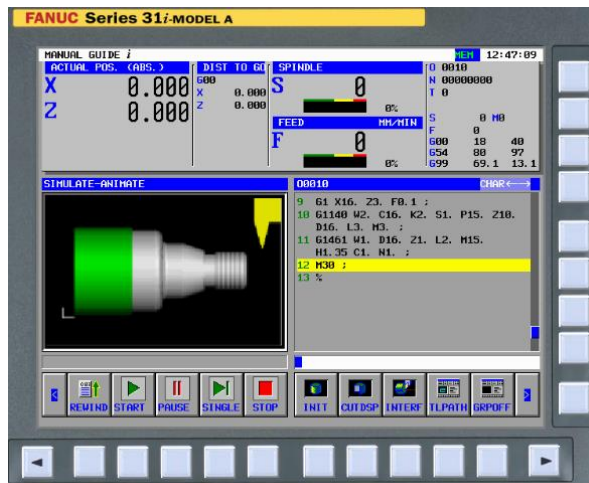 FANUC Series 31i-MODEL A
MANUAL GUIDE i
MEM 12:47:09
ACTUAL POS. (ABS.)
X 0.000
Z 0.000
DIST TO GO
G00
X 0.000
Z 0.000
SPINDLE
S 0
0%
FEED MM/MIN
F 0
0%
O 0010
N 00000000
T 0
S 0 M0
F 0
G00 18 40
G54 80 97
G99 69.1 13.1
SIMULATE-ANIMATE
O0010 CHAR←→
9 G1 X16. Z3. F0.1 ;
10 G1140 W2. C16. K2. S1. P15. Z10.
D16. L3. M3. ;
11 G1461 W1. D16. Z1. L2. M15.
H1.35 C1. N1. ;
12 M30 ;
13 %
< REWIND START PAUSE SINGLE STOP INIT CUTDSP INTERF TLPATH GRPOFF >